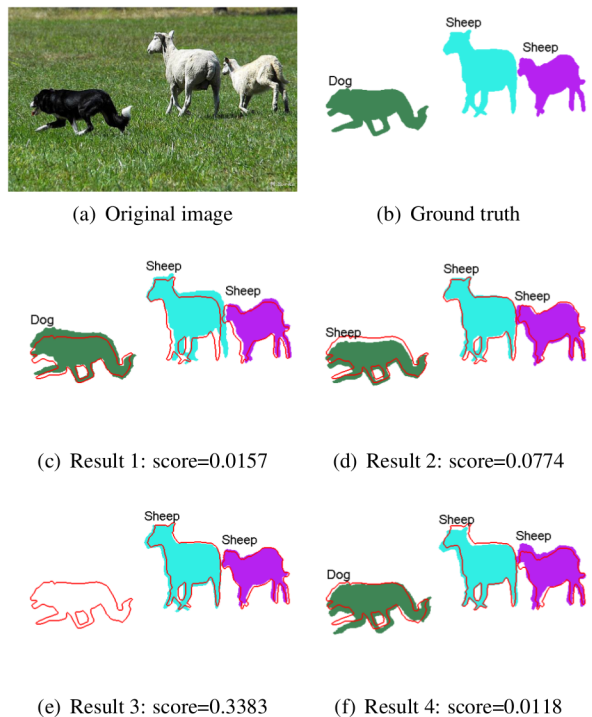 Sheep
Sheep
Dog
(a) Original image
(b) Ground truth
Sheep
Sheep
Dog
Sheep
Sheep
Sheep
(c) Result 1: score=0.0157
(d) Result 2: score=0.0774
Sheep
Sheep
Sheep
Sheep
Dog
(e) Result 3: score=0.3383
(f) Result 4: score=0.0118